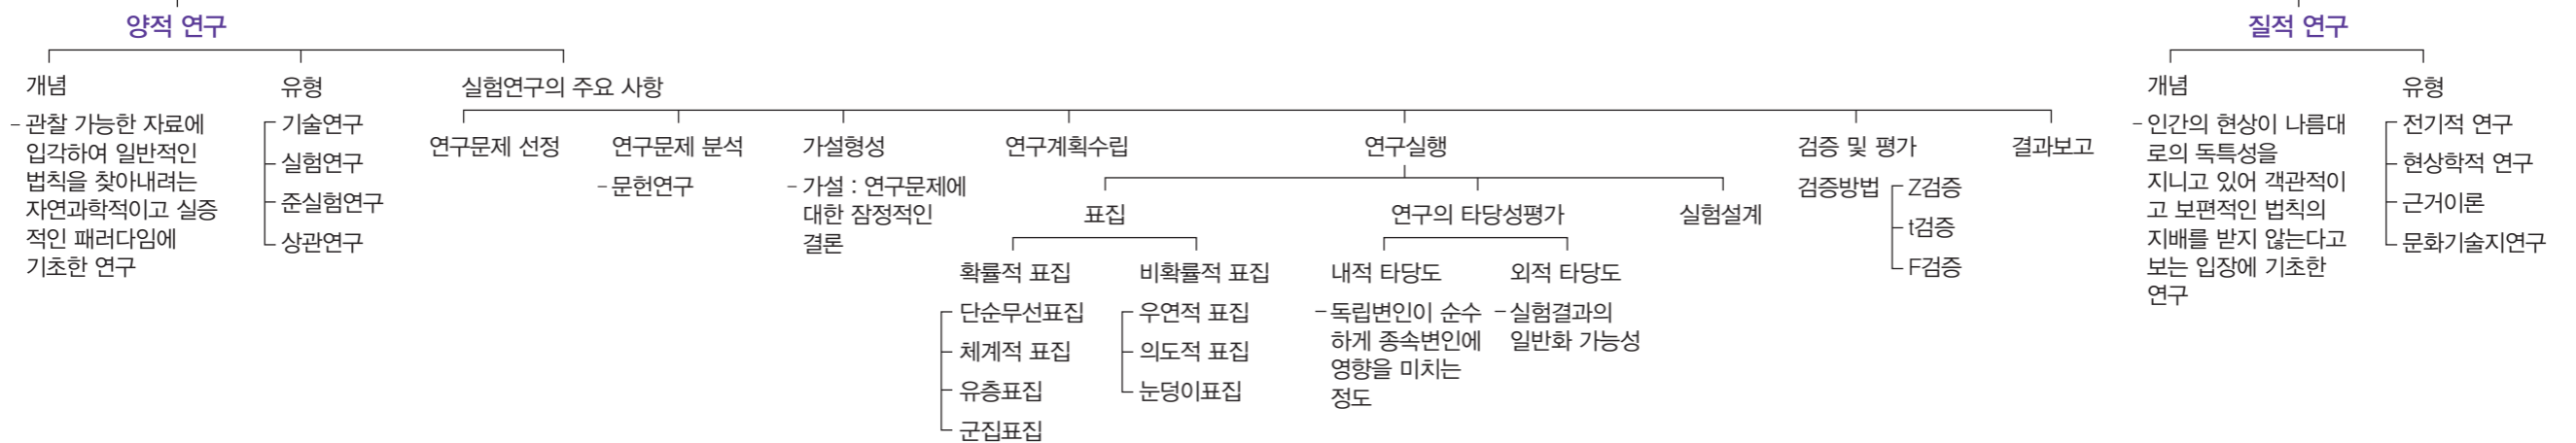 양적 연구
개념
- 관찰 가능한 자료에
입각하여 일반적인
법칙을 찾아내려는
자연과학적이고 실증
적인 패러다임에
기초한 연구
유형
기술연구
실험연구
준실험연구
상관연구
실험연구의 주요 사항
연구문제 선정
연구문제 분석
- 문헌연구
가설형성
- 가설 : 연구문제에
대한 잠정적인
결론
연구계획수립
연구실행
표집
확률적 표집
단순무선표집
체계적 표집
유층표집
군집표집
비확률적 표집
우연적 표집
의도적 표집
눈덩이표집
연구의 타당성평가
내적 타당도
- 독립변인이 순수
하게 종속변인에
영향을 미치는
정도
외적 타당도
- 실험결과의
일반화 가능성
실험설계
검증 및 평가
검증방법
Z검증
t검증
F검증
결과보고
질적 연구
개념
- 인간의 현상이 나름대
로의 독특성을
지니고 있어 객관적이
고 보편적인 법칙의
지배를 받지 않는다고
보는 입장에 기초한
연구
유형
전기적 연구
현상학적 연구
근거이론
문화기술지연구